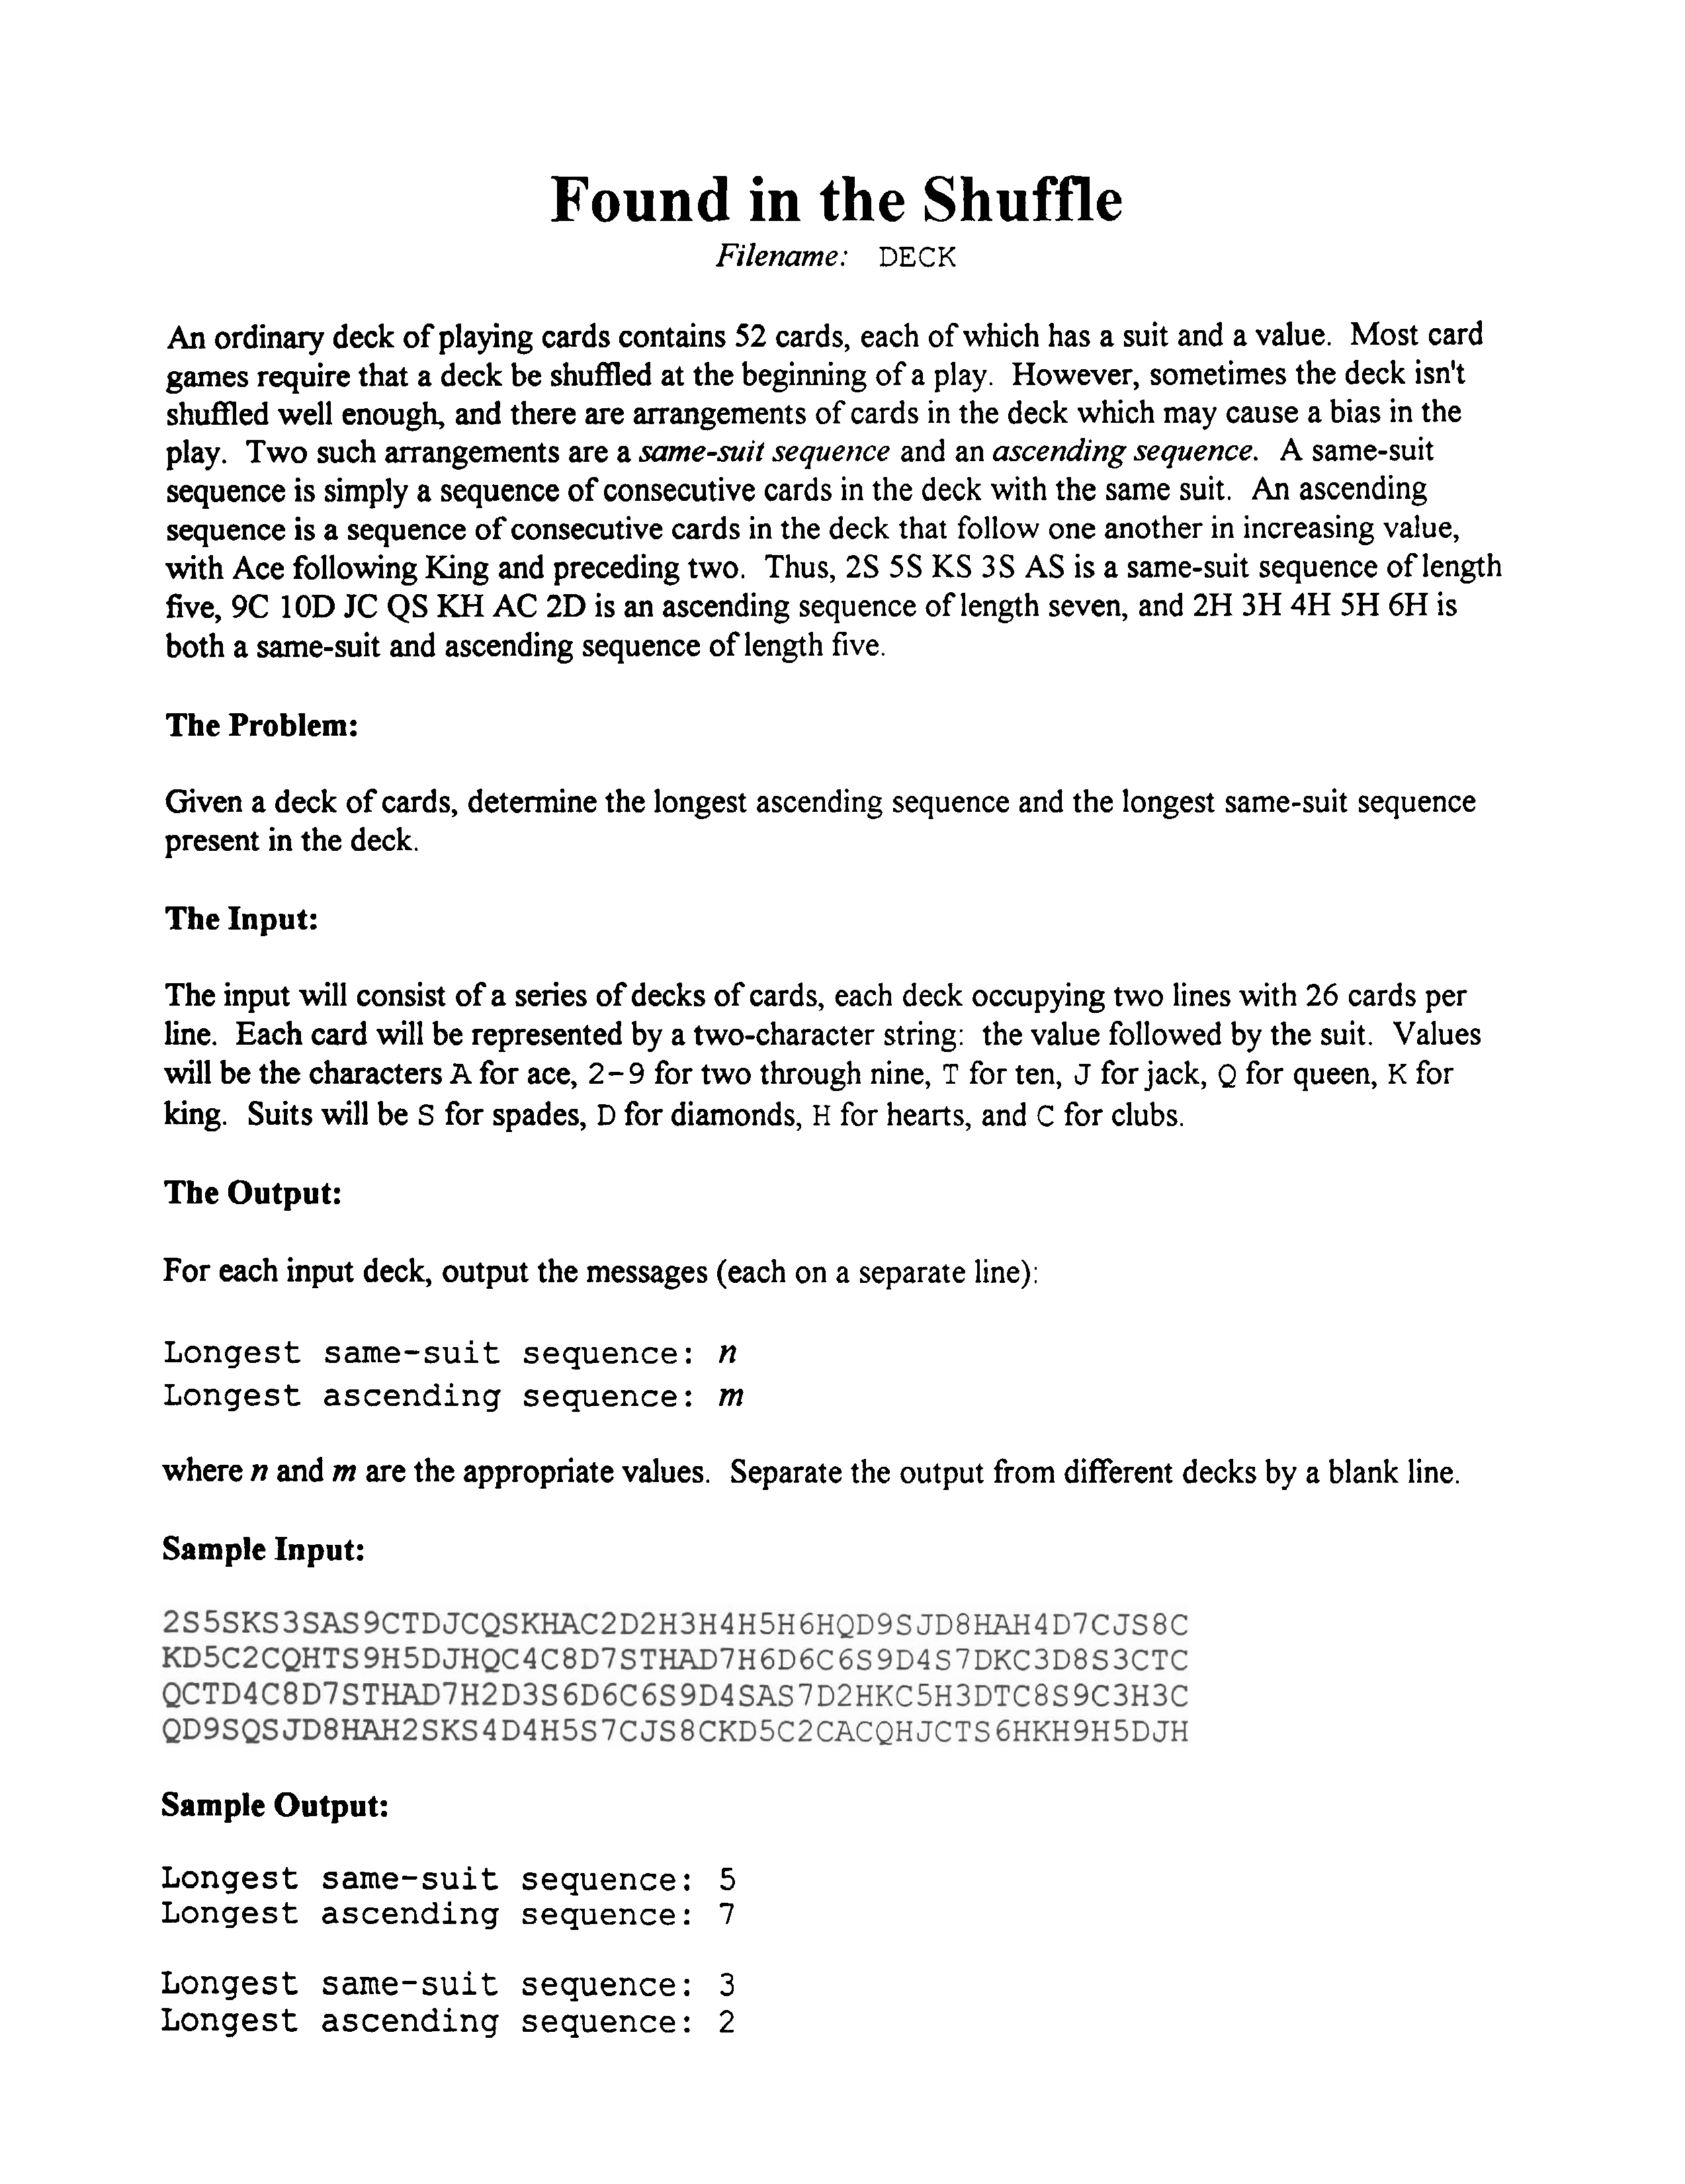 Found in the Shuffle
Filename: DECK
An ordinary deck of playing cards contains 52 cards, each of which has a suit and a value. Most card
games require that a deck be shuffled at the beginning of a play. However, sometimes the deck isn't
shuffled well enough, and there are arrangements of cards in the deck which may cause a bias in the
play. Two such arrangements are a same-suit sequence and an ascending sequence. A same-suit
sequence is simply a sequence of consecutive cards in the deck with the same suit. An ascending
sequence is a sequence of consecutive cards in the deck that follow one another in increasing value,
with Ace following King and preceding two. Thus, 2S 5S KS 3S AS is a same-suit sequence of length
five, 9C 10D JC QS KH AC 2D is an ascending sequence of length seven, and 2H 3H 4H 5H 6H is
both a same-suit and ascending sequence of length five.
The Problem:
Given a deck of cards, determine the longest ascending sequence and the longest same-suit sequence
present in the deck.
The Input:
The input will consist of a series of decks of cards, each deck occupying two lines with 26 cards per
line. Each card will be represented by a two-character string: the value followed by the suit. Values
will be the characters A for ace, 2-9 for two through nine, T for ten, J for jack, Q for queen, K for
king. Suits will be S for spades, D for diamonds, H for hearts, and C for clubs.
The Output:
For each input deck, output the messages (each on a separate line):
Longest same-suit sequence: n
Longest ascending sequence: m
where n and m are the appropriate values. Separate the output from different decks by a blank line.
Sample Input:
2S5SKS3SAS9CTDJCQSKHAC2D2H3H4H5H6HQD9SJD8HAH4D7CJS8C
KD5C2CQHTS9H5DJHQC4C8D7STHAD7H6D6C6S9D4S7DKC3D8S3CTC
QCTD4C8D7STHAD7H2D3S6D6C6S9D4SAS7D2HKC5H3DTC8S9C3H3C
QD9SQSJD8HAH2SKS4D4H5S7CJS8CKD5C2CACQHJCTS6HKH9H5DJH
Sample Output:
Longest same-suit sequence: 5
Longest ascending sequence: 7
Longest same-suit sequence: 3
Longest ascending sequence: 2